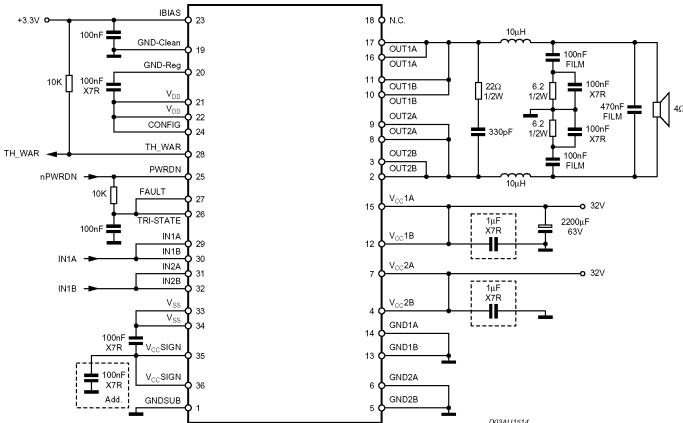 +3.3V
100nF
IBIAS
23
GND-Clean
19
GND-Reg
20
10K
100nF
X7R
VDD
21
VDD
22
CONFIG
24
TH_WAR
TH_WAR
28
nPWRDN
PWRDN
25
10K
FAULT
27
26
TRI-STATE
100nF
IN1A
29
IN1A
IN1B
30
IN2A
31
IN1B
IN2B
32
VSS
33
VSS
34
100nF
X7R
VCCSIGN
35
100nF
X7R
Add.
VCCSIGN
36
GNDSUB
1
18
N.C.
17
OUT1A
16
OUT1A
11
OUT1B
10
OUT1B
9
OUT2A
OUT2A
8
3
OUT2B
OUT2B
2
10µH
22Ω
1/2W
330pF
10µH
100nF
FILM
6.2
1/2W
100nF
X7R
6.2
1/2W
100nF
X7R
100nF
FILM
470nF
FILM
4Ω
15
VCC1A
32V
1µF
X7R
2200µF
63V
12
VCC1B
7
VCC2A
32V
1µF
X7R
4
VCC2B
14
GND1A
13
GND1B
6
GND2A
5
GND2B
D03AU1514